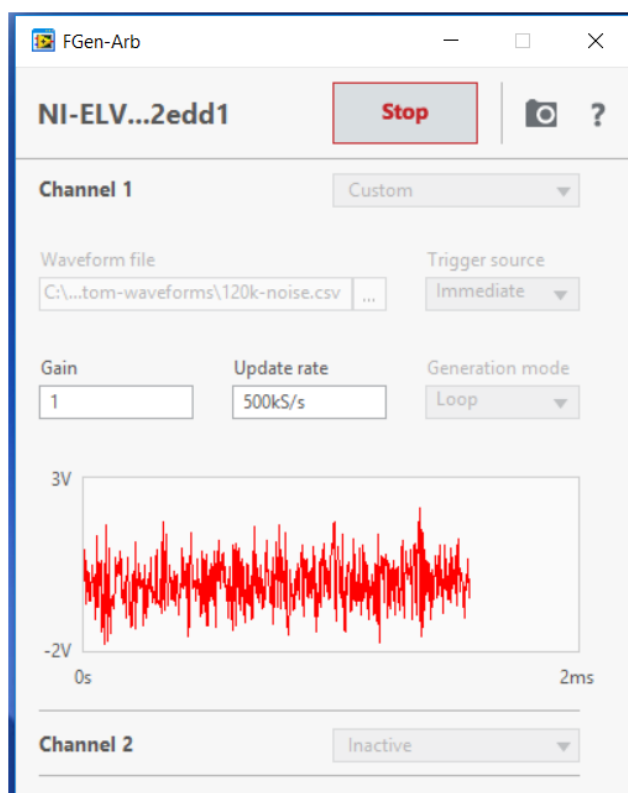 FGen-Arb
NI-ELV...2edd1 Stop ?
Channel 1 Custom
Waveform file Trigger source
C:\...tom-waveforms\120k-noise.csv ... Immediate
Gain Update rate Generation mode
1 500kS/s Loop
3V
-2V
0s 2ms
Channel 2 Inactive